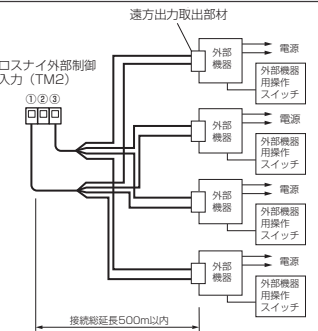 遠方出力取出部材
ロスナイ外部制御
入力（TM2）
①②③
外部
機器
電源
外部機器
用操作
スイッチ
外部
機器
電源
外部機器
用操作
スイッチ
外部
機器
電源
外部機器
用操作
スイッチ
外部
機器
電源
外部機器
用操作
スイッチ
接続総延長500m以内